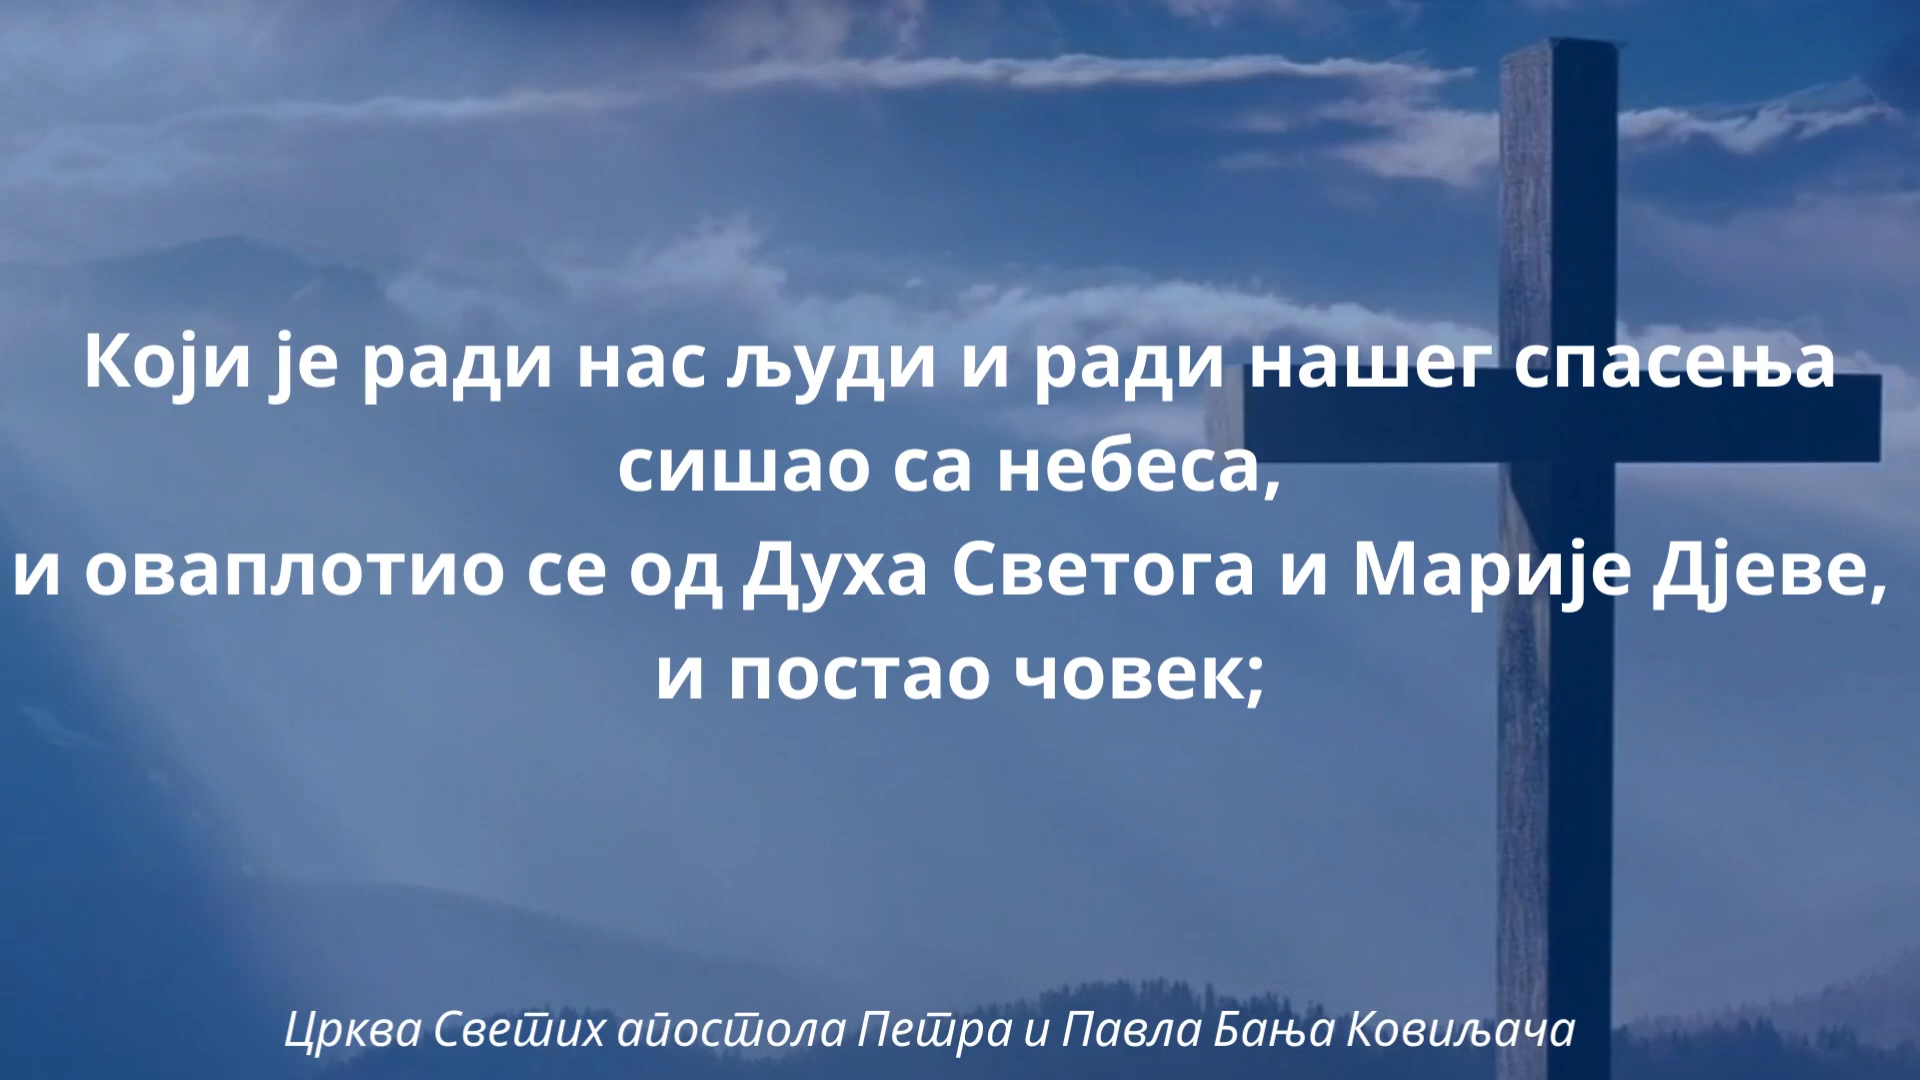 Који је ради нас људи и ради нашег спасења
сишао са небеса,
и оваплотио се од Духа Светога и Марије Дјеве,
и постао човек;
Црква Светих апостола Петра и Павла Бања Ковиљача